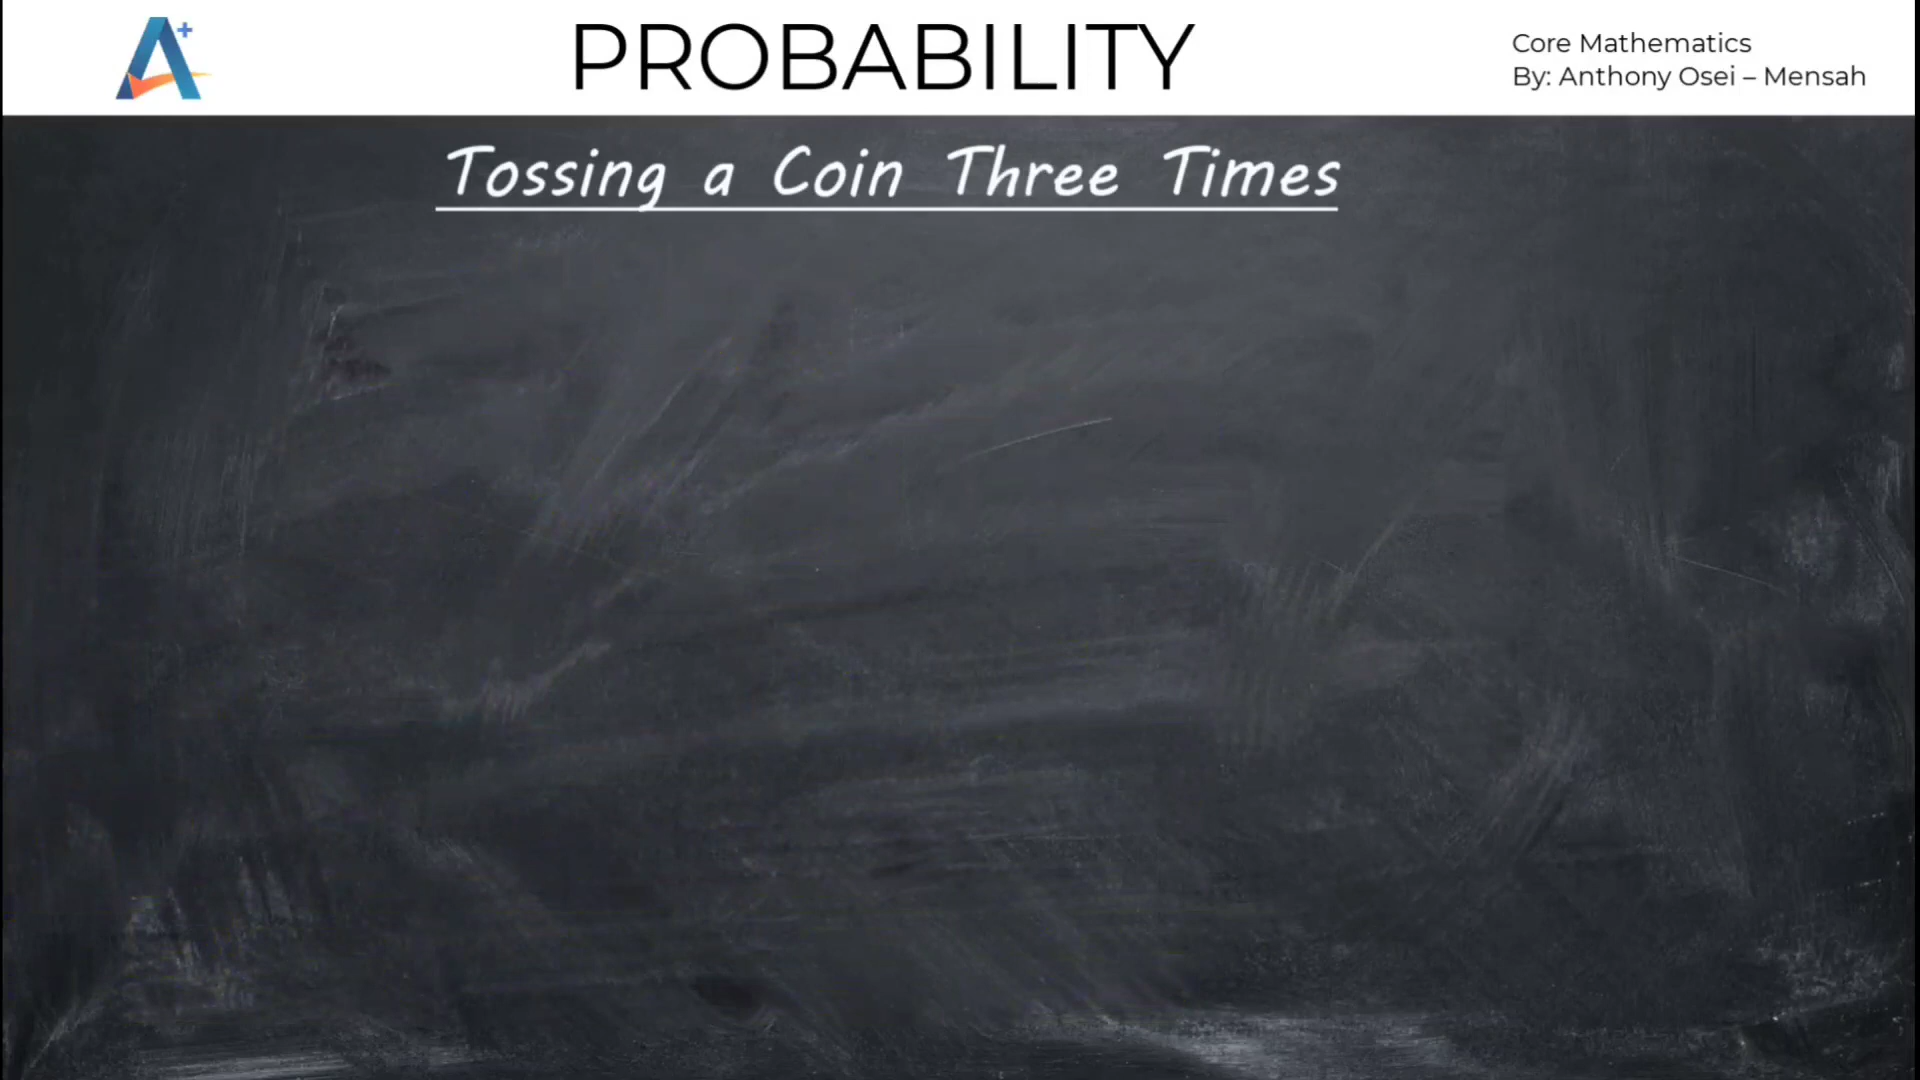 PROBABILITY
Core Mathematics
By: Anthony Osei – Mensah
Tossing a Coin Three Times